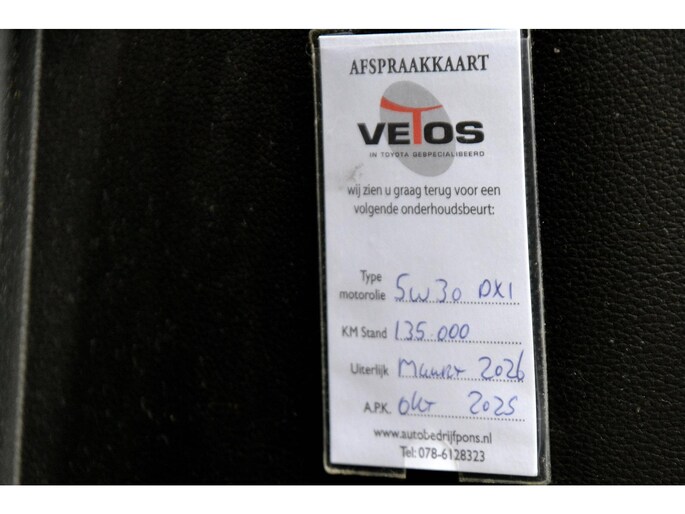 AFSPRAAKKAART
VETOS
IN TOYOTA GESPECIALISEERD
wij zien u graag terug voor een
volgende onderhoudsbeurt:
Type
motorolie 5w30 DX1
KM Stand 135.000
Uiterlijk Maart 2026
A.P.K. okt 2025
www.autobedrijfpons.nl
Tel: 078-6128323